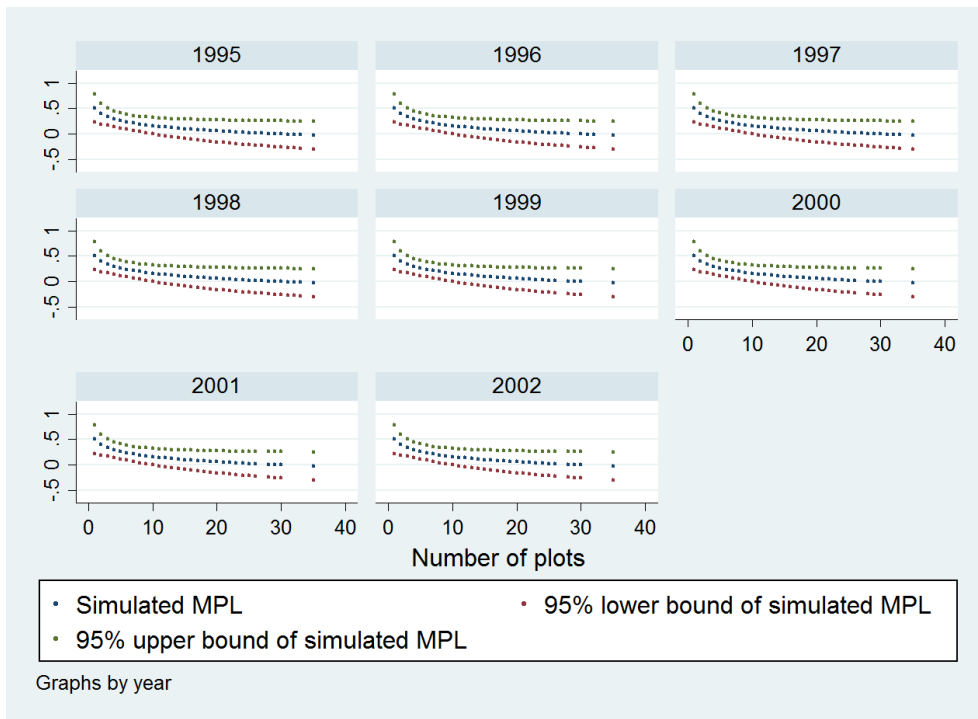 1995 1996 1997
-.5 0 .5 1
1998 1999 2000
-.5 0 .5 1
0 10 20 30 40
2001 2002
-.5 0 .5 1
0 10 20 30 40 0 10 20 30 40
Number of plots
Simulated MPL 95% lower bound of simulated MPL
95% upper bound of simulated MPL
Graphs by year